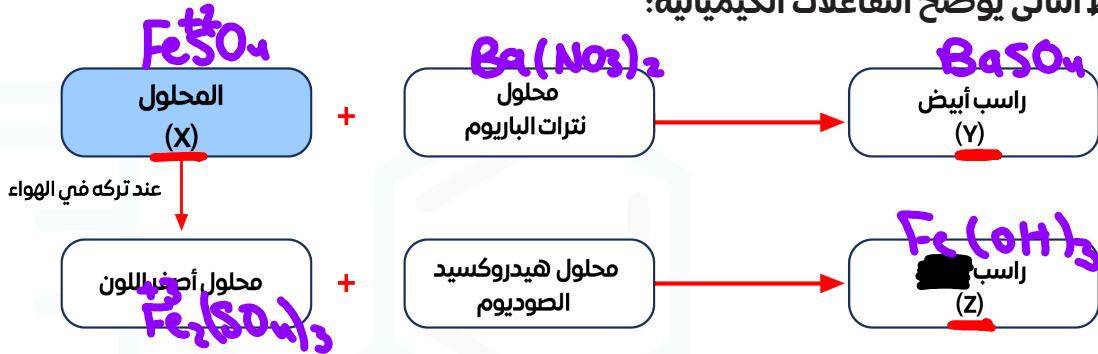 التالى يوضح التفاعلات الكيميائية:
FeSO₄ +2
Ba(NO₃)₂
BaSO₄
المحلول
(X)
+
محلول
نترات الباريوم
راسب أبيض
(Y)
عند تركه في الهواء
محلول أصفر اللون
+3
Fe₂(SO₄)₃
+
محلول هيدروكسيد
الصوديوم
Fe(OH)₃
راسب
(Z)